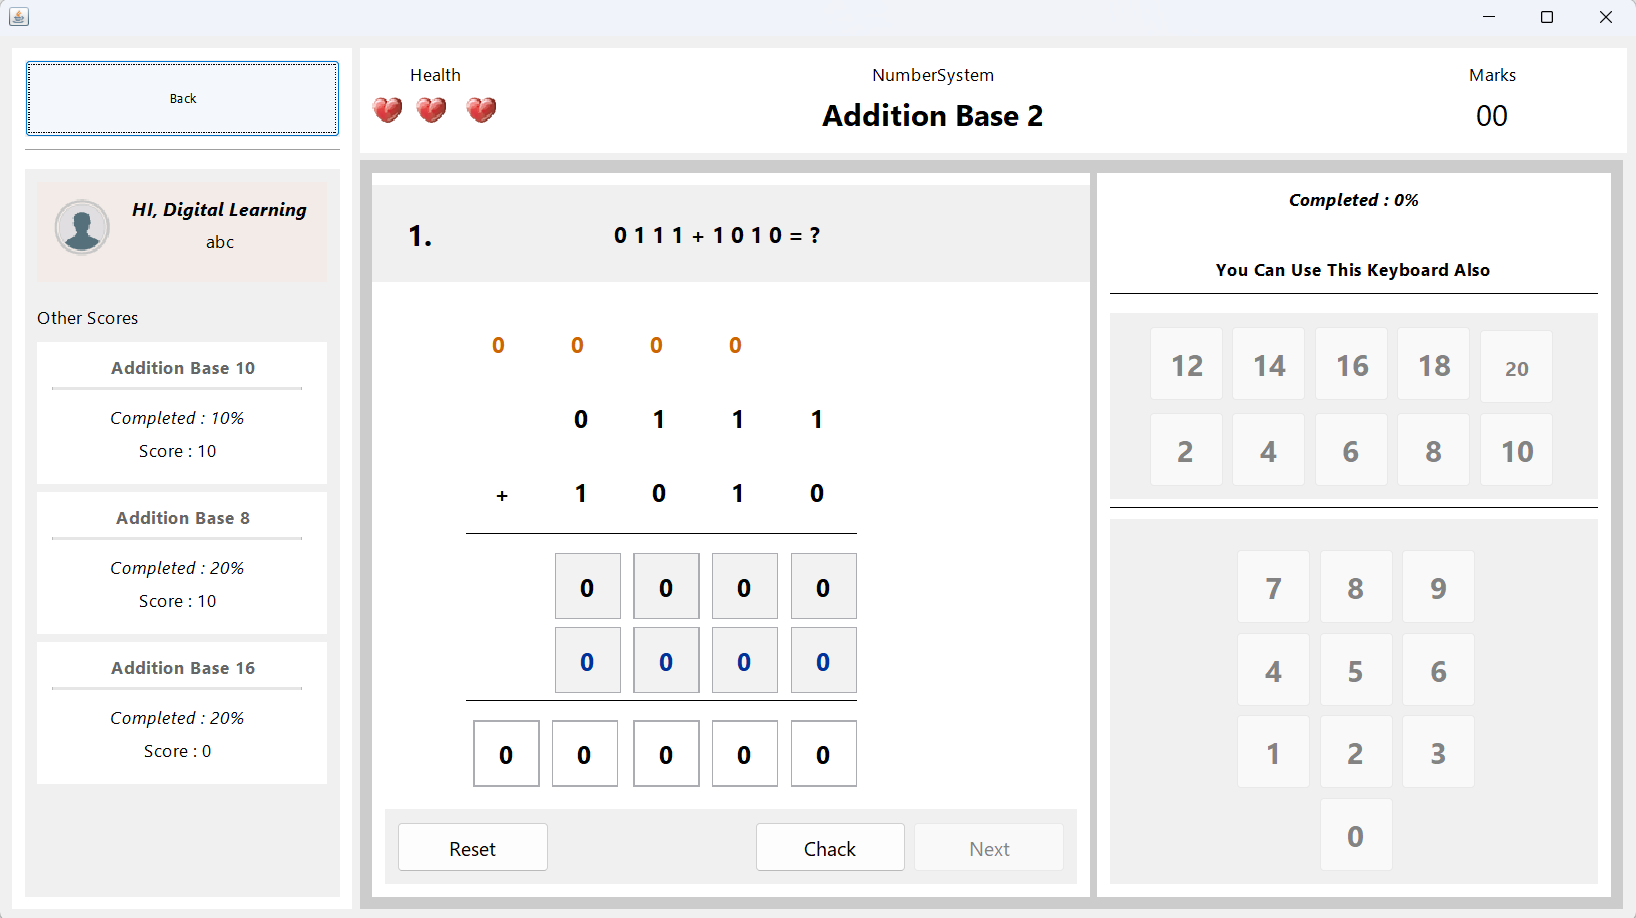 Back
HI, Digital Learning
abc
Other Scores
Addition Base 10
Completed : 10%
Score : 10
Addition Base 8
Completed : 20%
Score : 10
Addition Base 16
Completed : 20%
Score : 0
Health
NumberSystem
Addition Base 2
Marks
00
1. 0 1 1 1 + 1 0 1 0 = ?
0 0 0 0
0 1 1 1
+ 1 0 1 0
0 0 0 0
0 0 0 0
0 0 0 0 0
Reset Chack Next
Completed : 0%
You Can Use This Keyboard Also
12 14 16 18 20
2 4 6 8 10
7 8 9
4 5 6
1 2 3
0